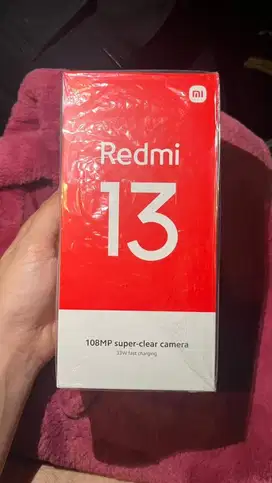 mi
Redmi
13
108MP super-clear camera
33W fast charging